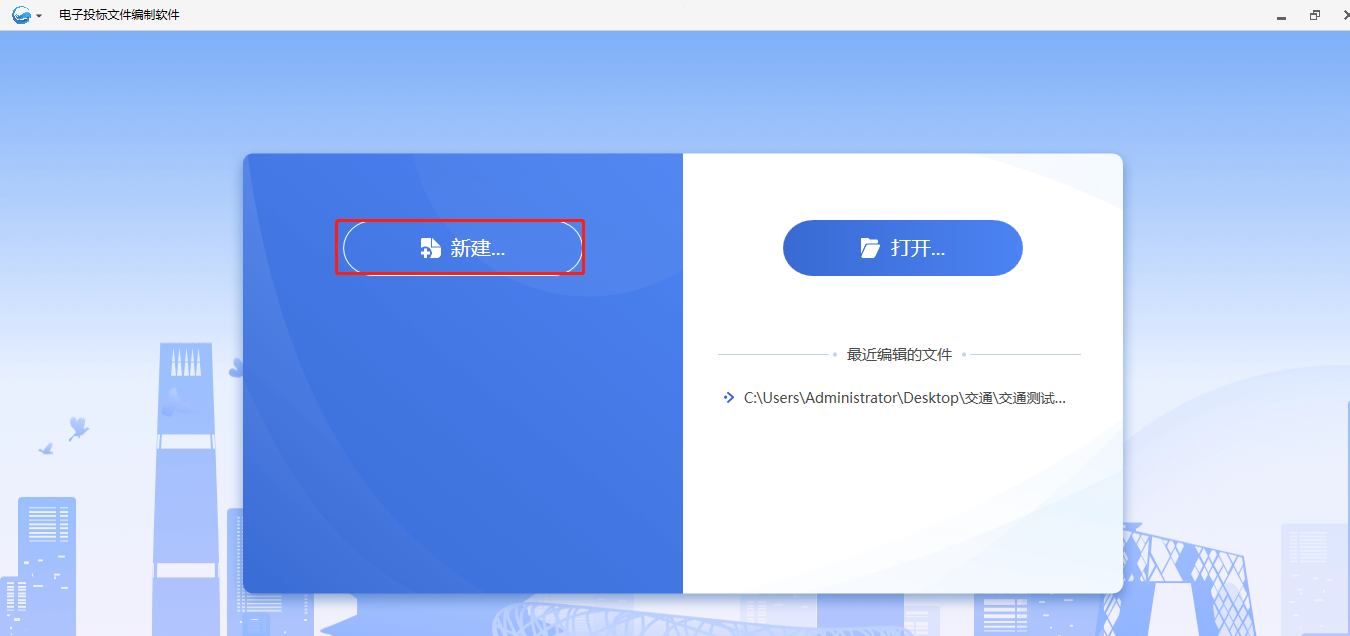 电子投标文件编制软件
新建...
打开...
最近编辑的文件
C:\Users\Administrator\Desktop\交通\交通测试...